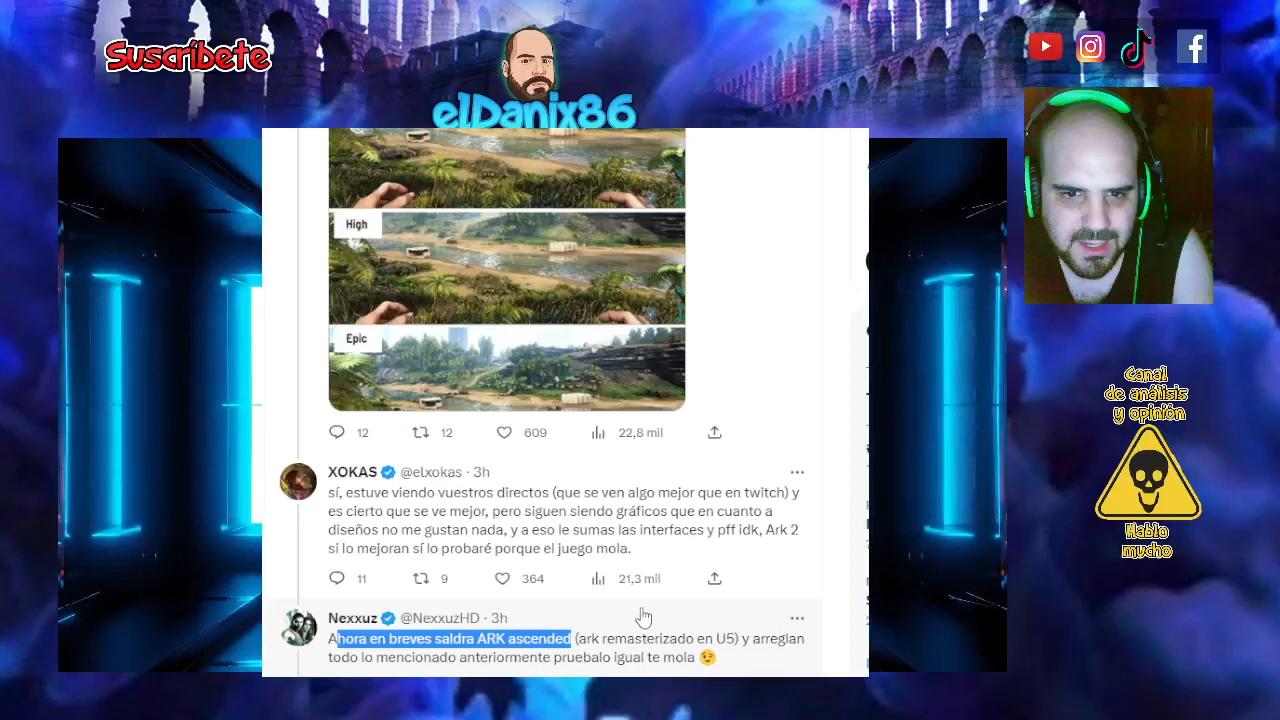 Suscríbete
elDanix86
High
Epic
12
12
609
22,8 mil
XOKAS @elxokas · 3h
sí, estuve viendo vuestros directos (que se ven algo mejor que en twitch) y
es cierto que se ve mejor, pero siguen siendo gráficos que en cuanto a
diseños no me gustan nada, y a eso le sumas las interfaces y pff idk, Ark 2
si lo mejoran sí lo probaré porque el juego mola.
11
9
364
21,3 mil
Nexxuz @NexxuzHD · 3h
Ahora en breves saldra ARK ascended (ark remasterizado en U5) y arreglan
todo lo mencionado anteriormente pruebalo igual te mola 😉
Canal
de análisis
y opinión
Hablo
mucho